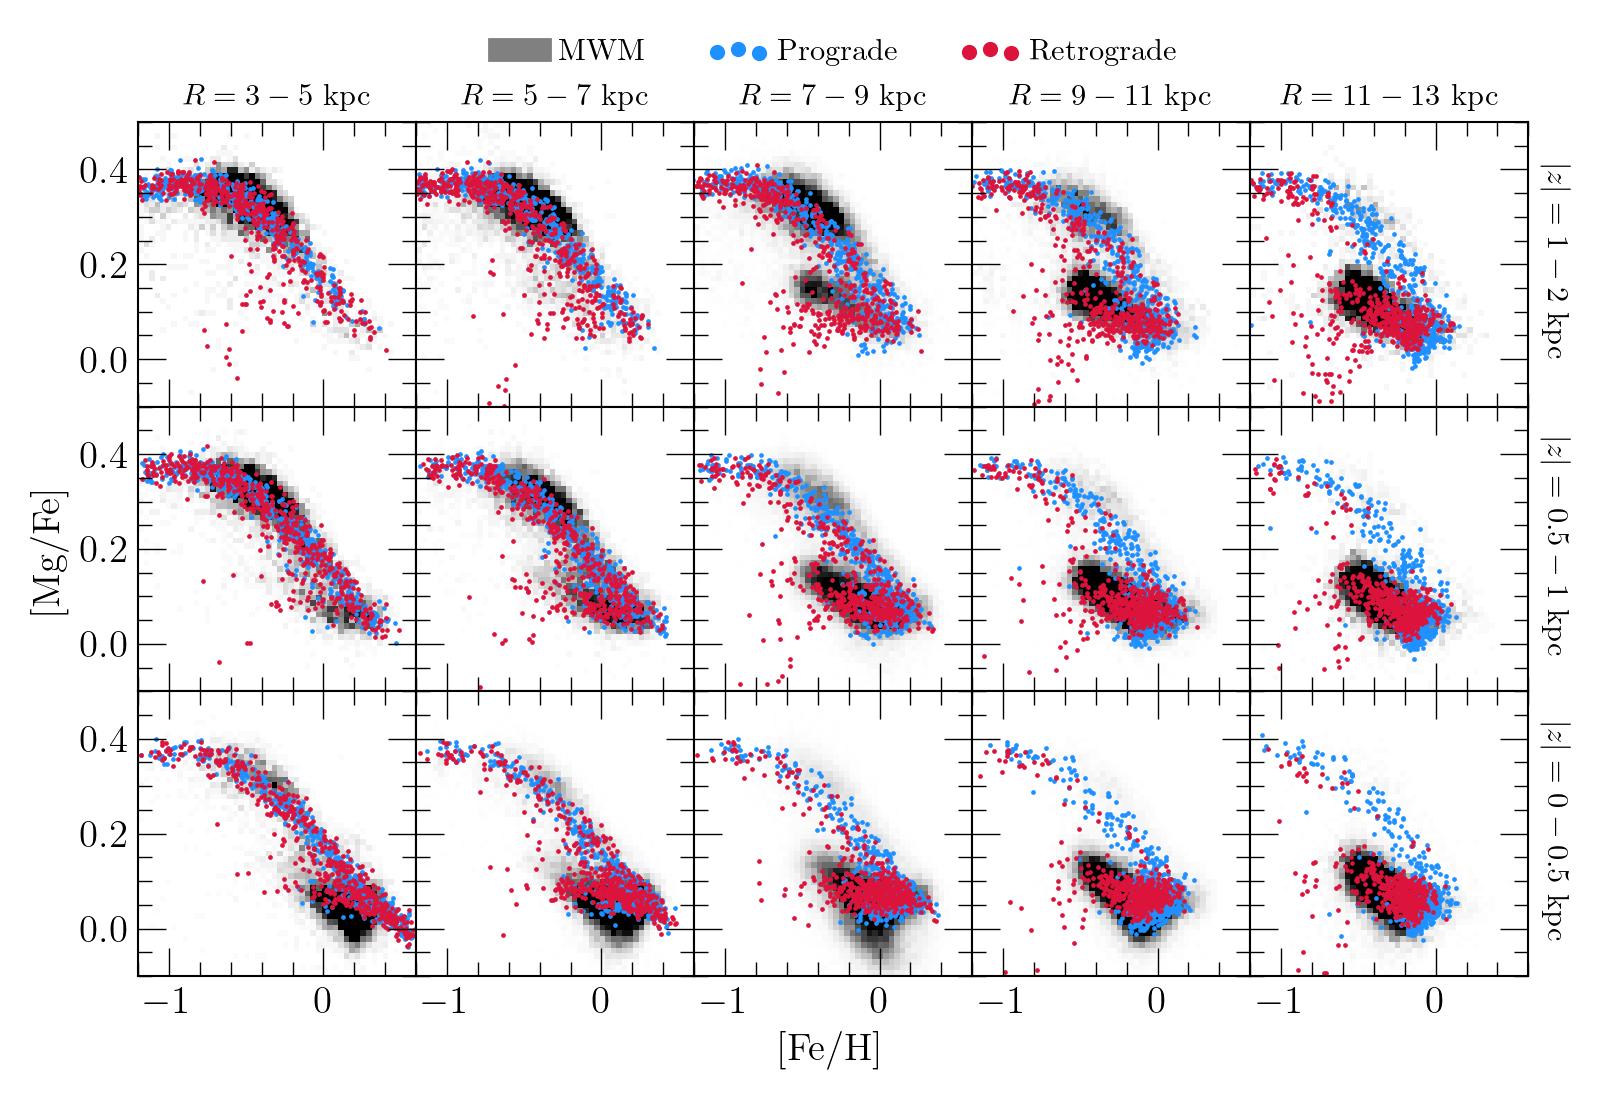 MWM Prograde Retrograde
R = 3 − 5 kpc R = 5 − 7 kpc R = 7 − 9 kpc R = 9 − 11 kpc R = 11 − 13 kpc
0.4
0.2
0.0
|z| = 1 − 2 kpc
[Mg/Fe]
0.4
0.2
0.0
|z| = 0.5 − 1 kpc
0.4
0.2
0.0
|z| = 0 − 0.5 kpc
−1 0 −1 0 −1 0 −1 0 −1 0
[Fe/H]